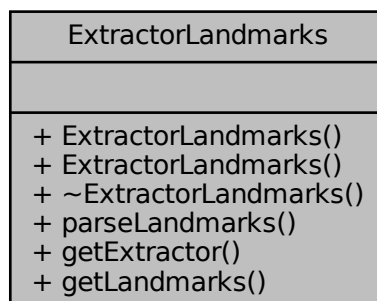 ExtractorLandmarks
+ ExtractorLandmarks()
+ ExtractorLandmarks()
+ ~ExtractorLandmarks()
+ parseLandmarks()
+ getExtractor()
+ getLandmarks()